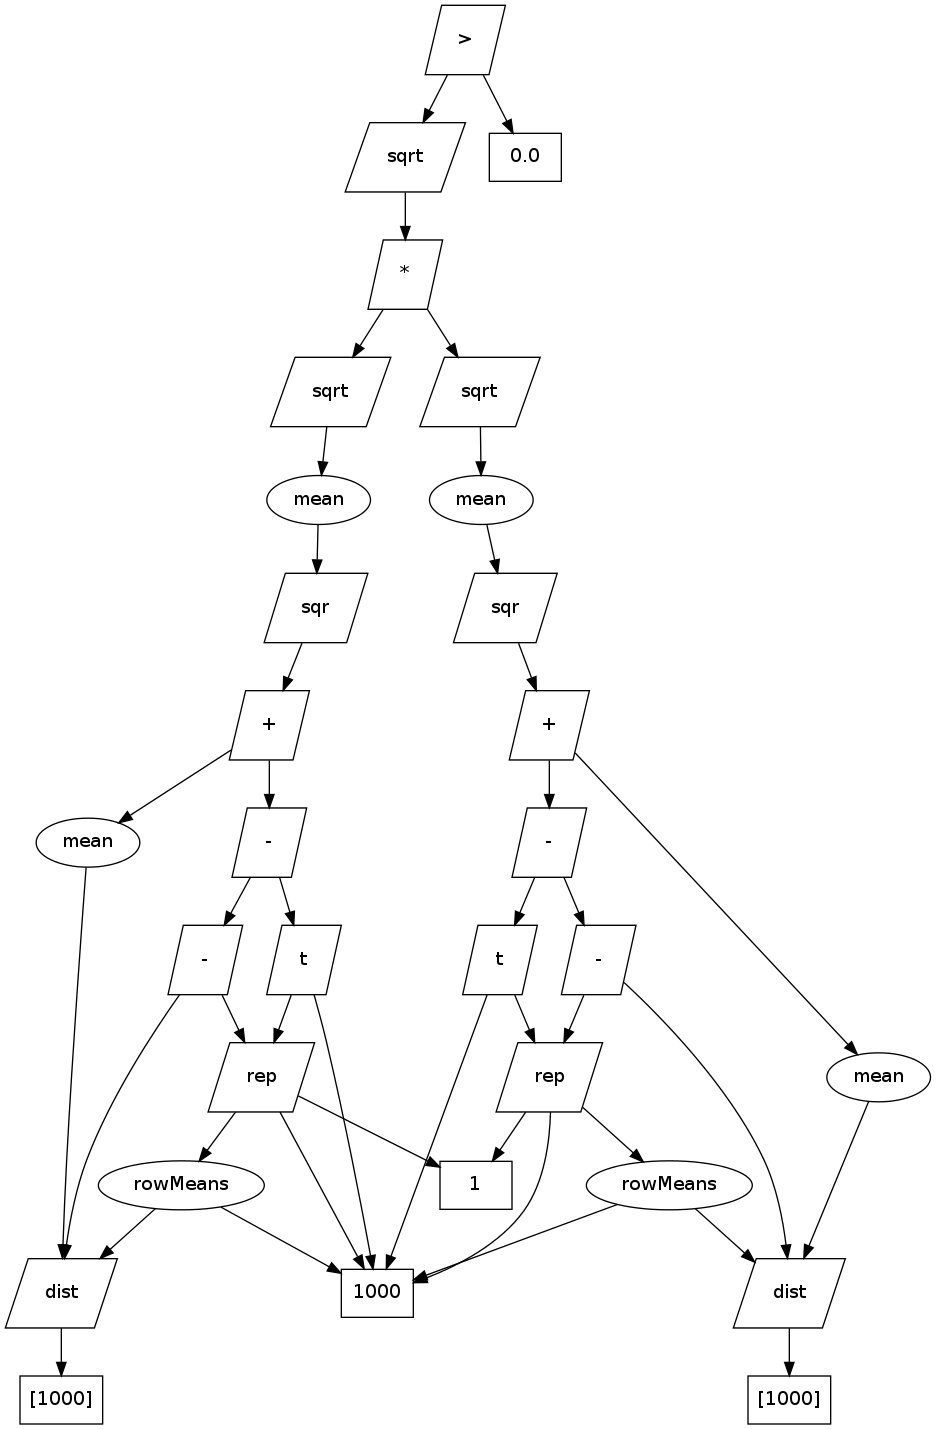 >
sqrt
0.0
*
sqrt
sqrt
mean
mean
sqr
sqr
+
+
mean
-
-
-
t
t
-
rep
rep
mean
rowMeans
1
rowMeans
dist
1000
dist
[1000]
[1000]